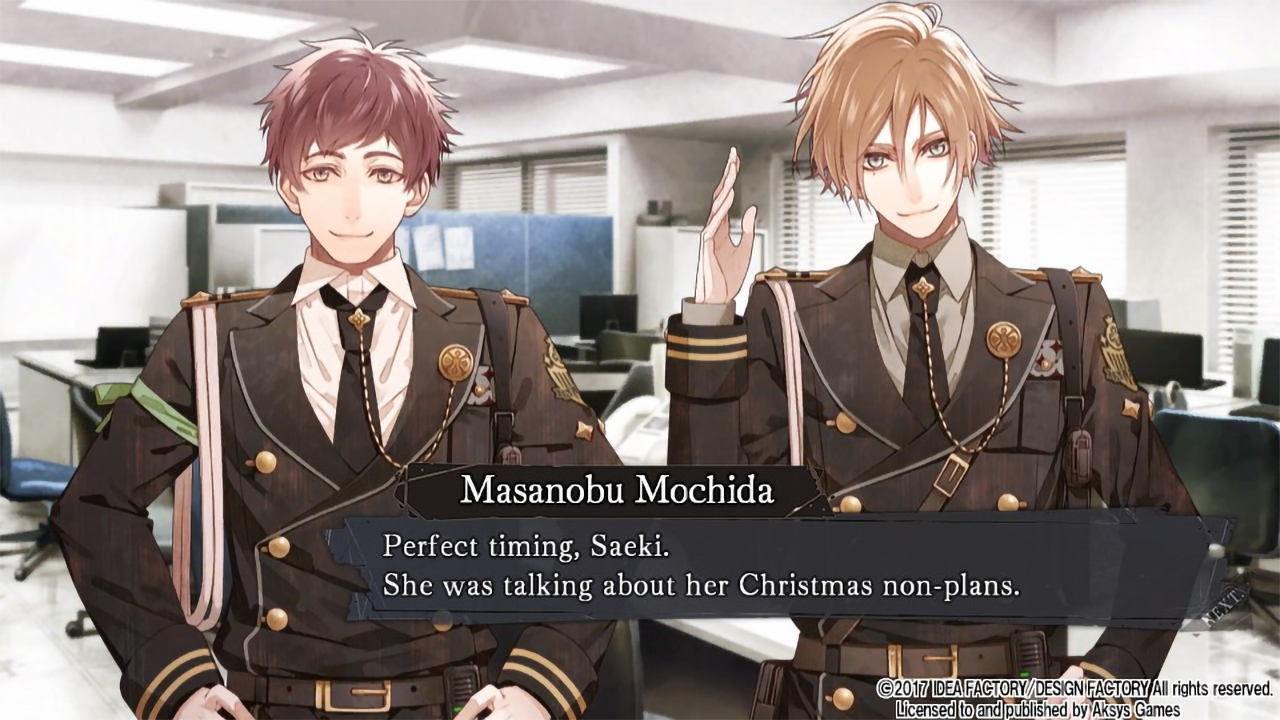 Masanobu Mochida
Perfect timing, Saeki.
She was talking about her Christmas non-plans.
NEXT.
©2017 IDEA FACTORY/DESIGN FACTORY All rights reserved.
Licensed to and published by Aksys Games